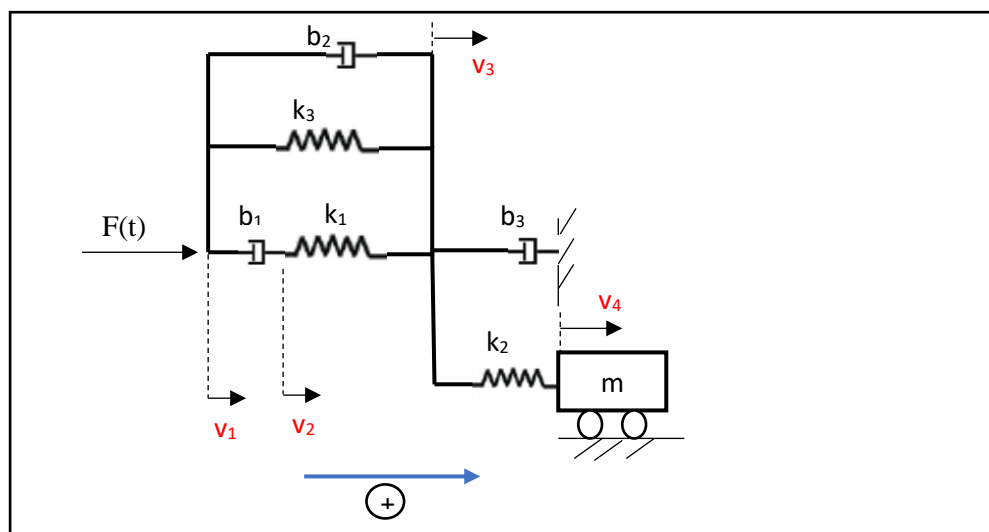 b₂
v₃
k₃
F(t)
b₁
k₁
b₃
v₄
k₂
m
v₁
v₂
+